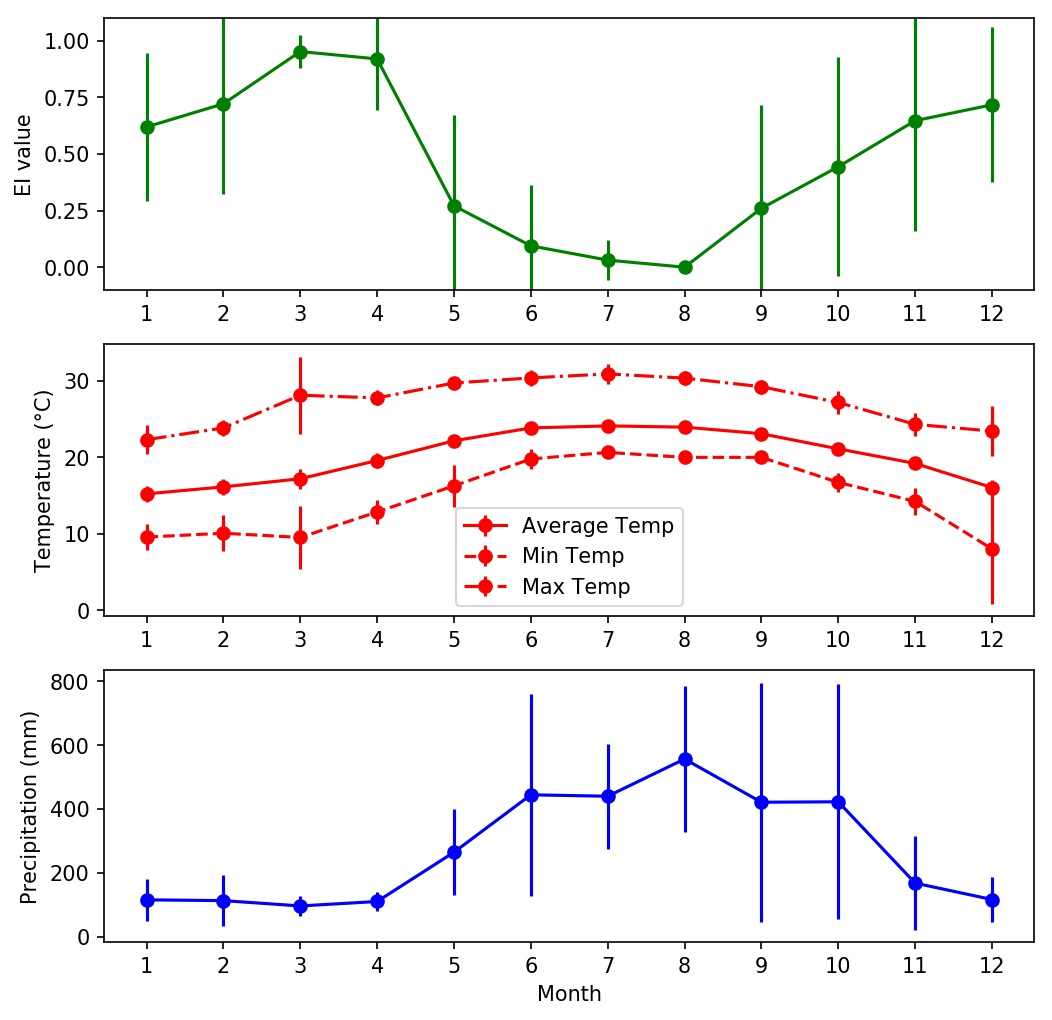 1.00
0.75
0.50
0.25
0.00
EI value
1 2 3 4 5 6 7 8 9 10 11 12
30
20
10
0
Temperature (°C)
Average Temp
Min Temp
Max Temp
1 2 3 4 5 6 7 8 9 10 11 12
800
600
400
200
0
Precipitation (mm)
1 2 3 4 5 6 7 8 9 10 11 12
Month